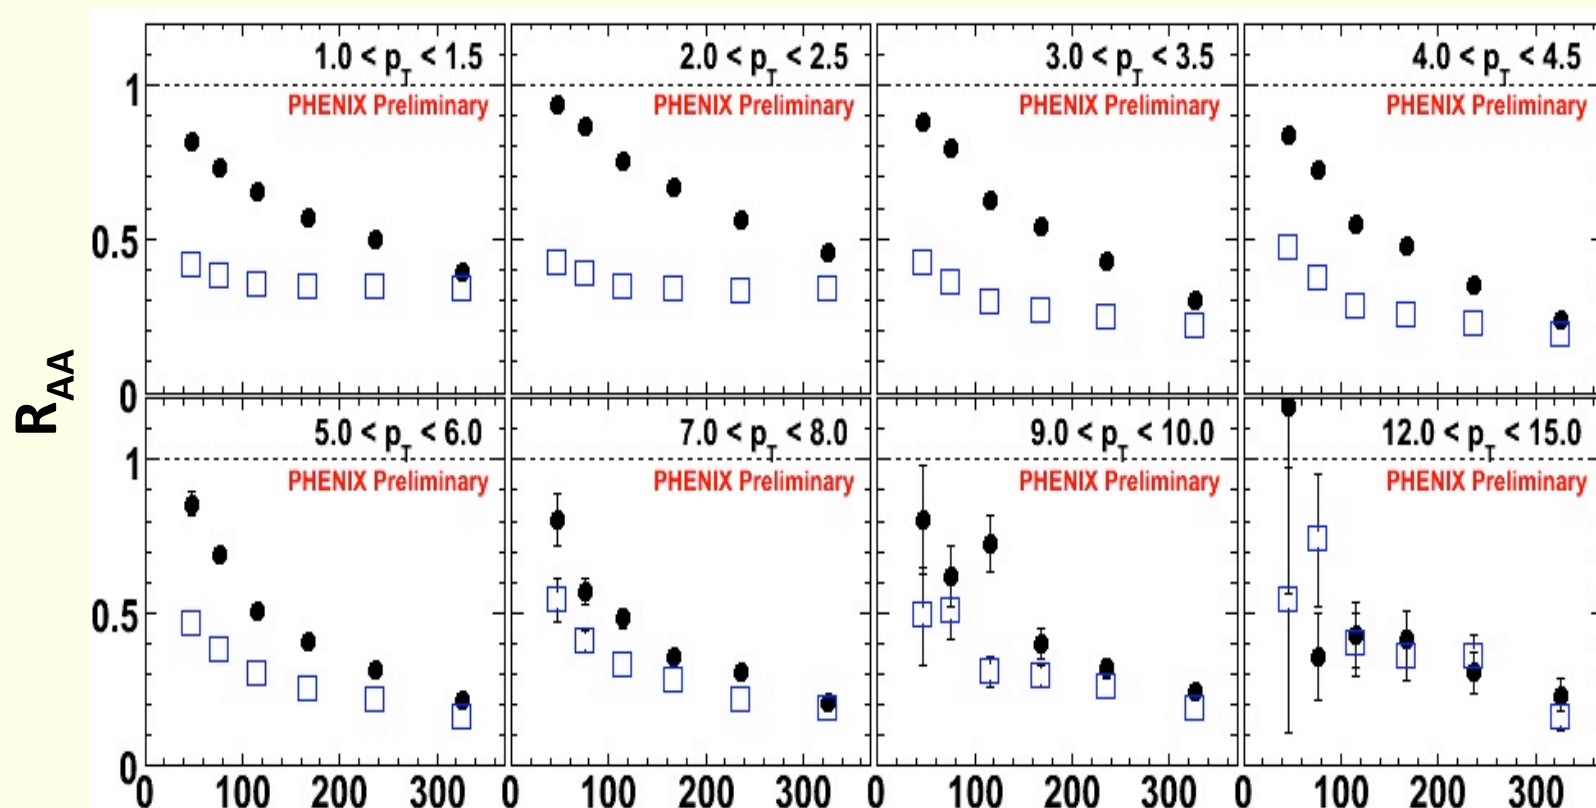 1.0 < pT < 1.5
2.0 < pT < 2.5
3.0 < pT < 3.5
4.0 < pT < 4.5
1
PHENIX Preliminary
PHENIX Preliminary
PHENIX Preliminary
PHENIX Preliminary
0.5
0
RAA
5.0 < pT < 6.0
7.0 < pT < 8.0
9.0 < pT < 10.0
12.0 < pT < 15.0
1
PHENIX Preliminary
PHENIX Preliminary
PHENIX Preliminary
PHENIX Preliminary
0.5
0
0 100 200 300 0 100 200 300 0 100 200 300 0 100 200 300